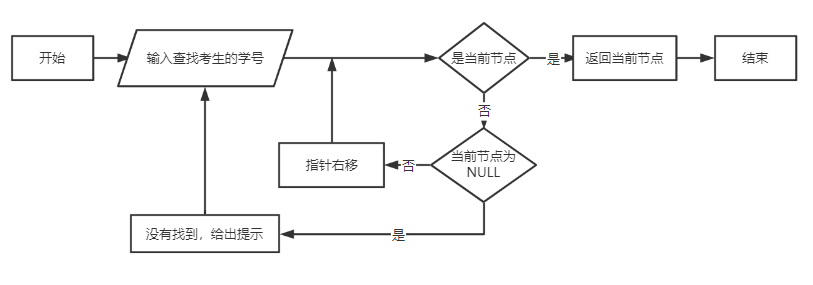 开始
输入查找考生的学号
是当前节点
是
返回当前节点
结束
否
当前节点为
NULL
否
指针右移
没有找到，给出提示
是